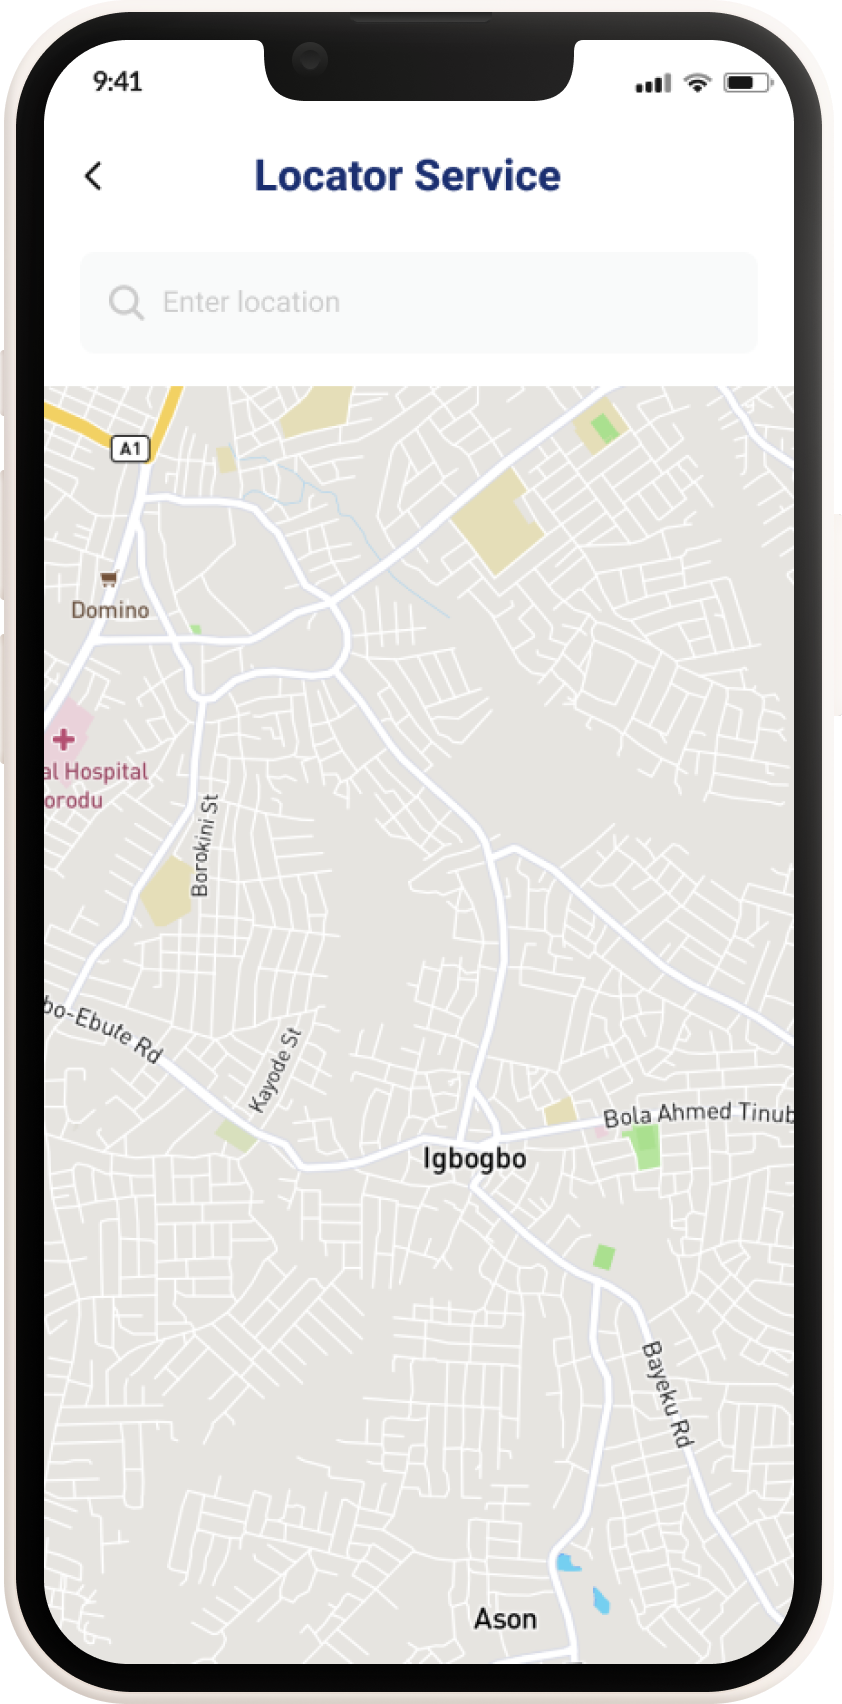 9:41
Locator Service
Enter location
A1
Domino
al Hospital
orodu
Borokini St
bo-Ebute Rd
Kayode St
Bola Ahmed Tinub
Igbogbo
Bayeku Rd
Ason